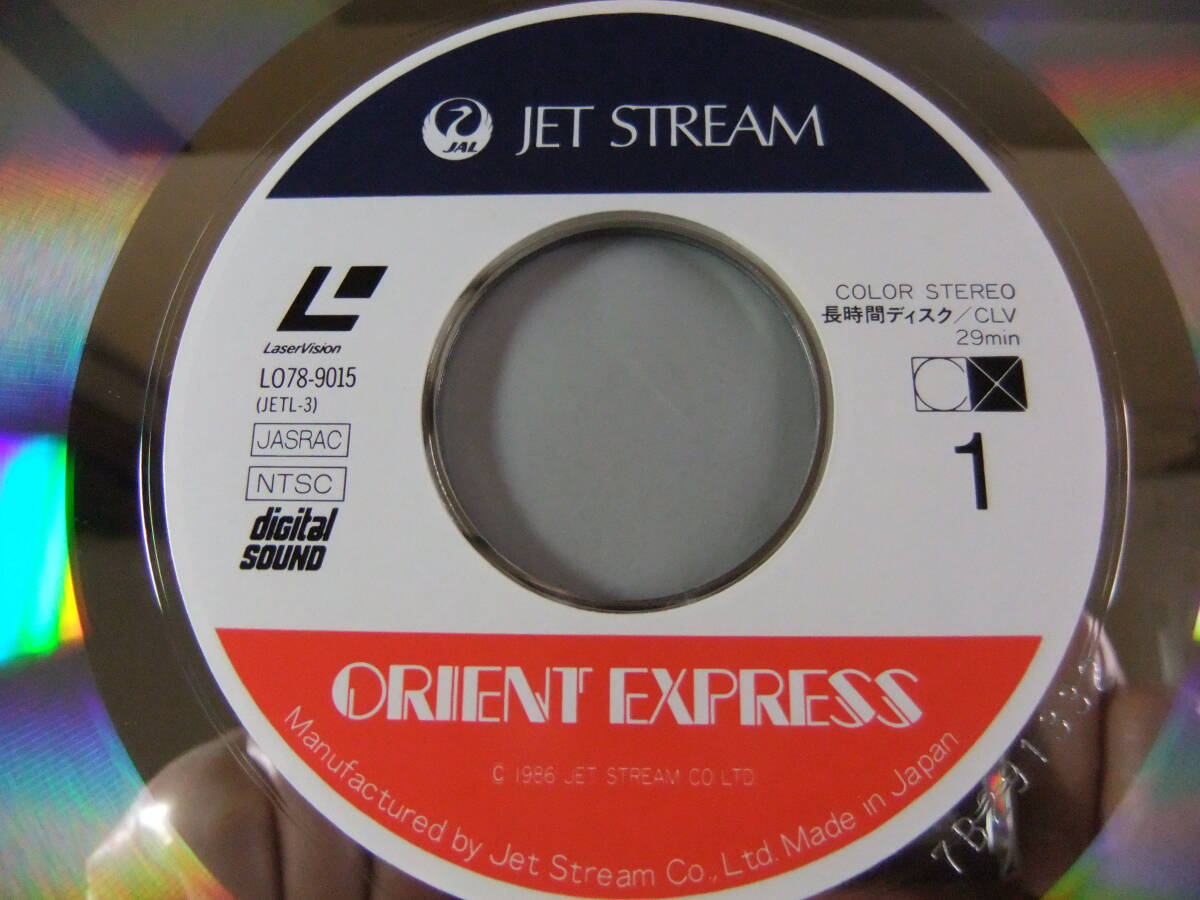 JAL
JET STREAM
LaserVision
LO78-9015
(JETL-3)
JASRAC
NTSC
digital
SOUND
COLOR STEREO
長時間ディスク/CLV
29min
1
ORIENT EXPRESS
© 1986 JET STREAM CO LTD
Manufactured by Jet Stream Co., Ltd. Made in Japan